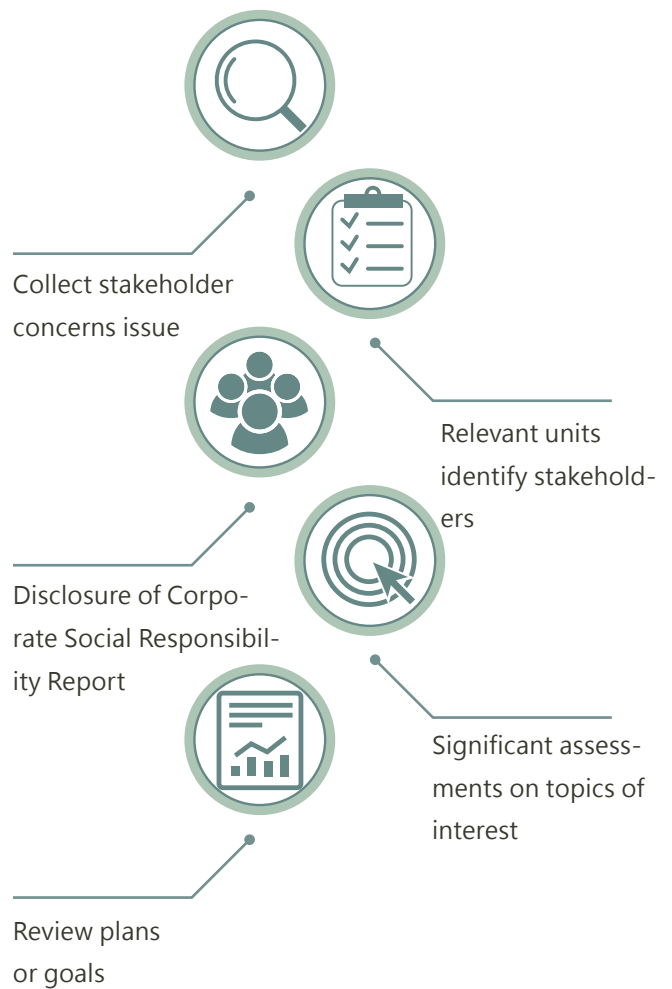 Collect stakeholder
concerns issue
Relevant units
identify stakehold-
ers
Disclosure of Corpo-
rate Social Responsibil-
ity Report
Significant assess-
ments on topics of
interest
Review plans
or goals